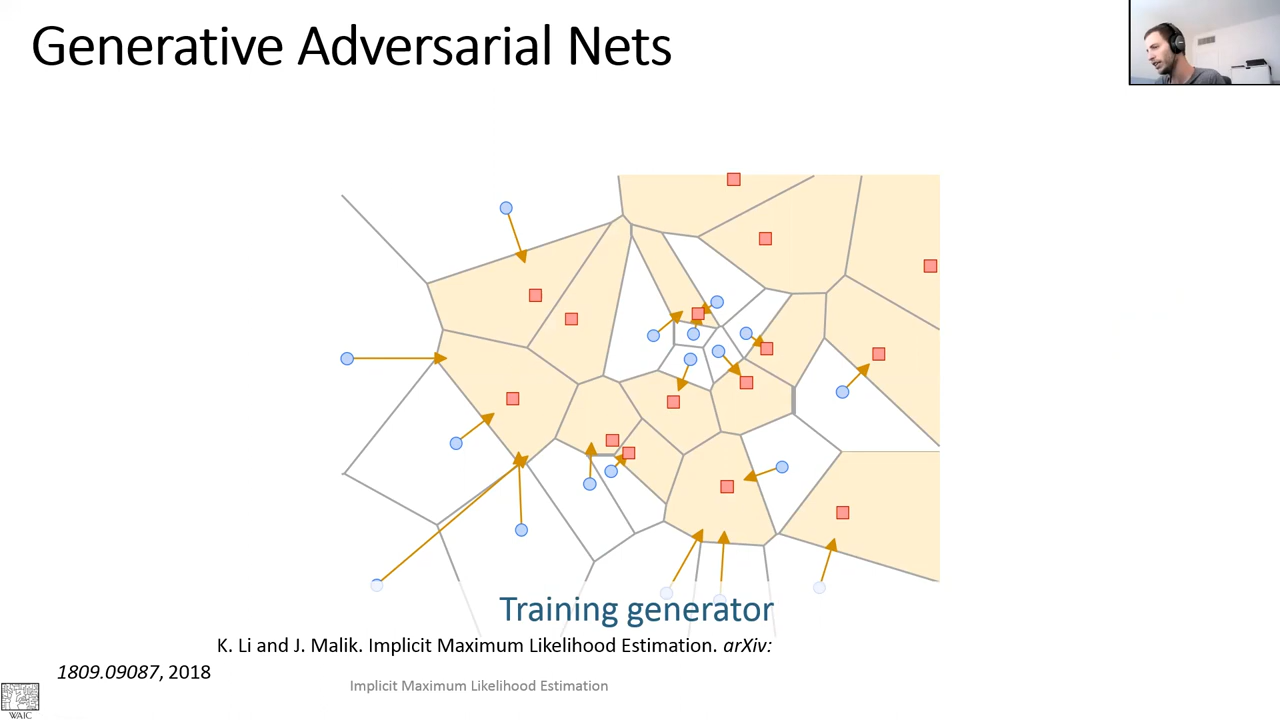 Generative Adversarial Nets
Training generator
K. Li and J. Malik. Implicit Maximum Likelihood Estimation. arXiv:
1809.09087, 2018
Implicit Maximum Likelihood Estimation
WAIC